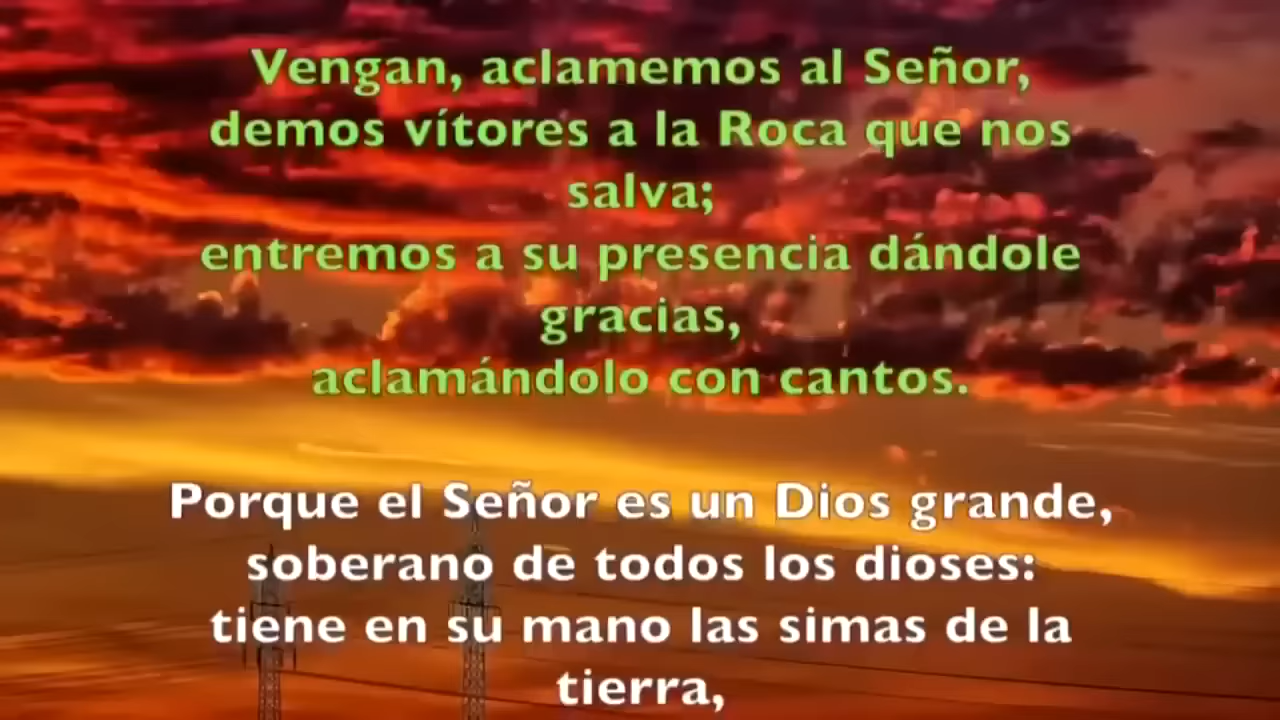 Vengan, aclamemos al Señor,
demos vítores a la Roca que nos
salva;
entremos a su presencia dándole
gracias,
aclamándolo con cantos.
Porque el Señor es un Dios grande,
soberano de todos los dioses:
tiene en su mano las simas de la
tierra,